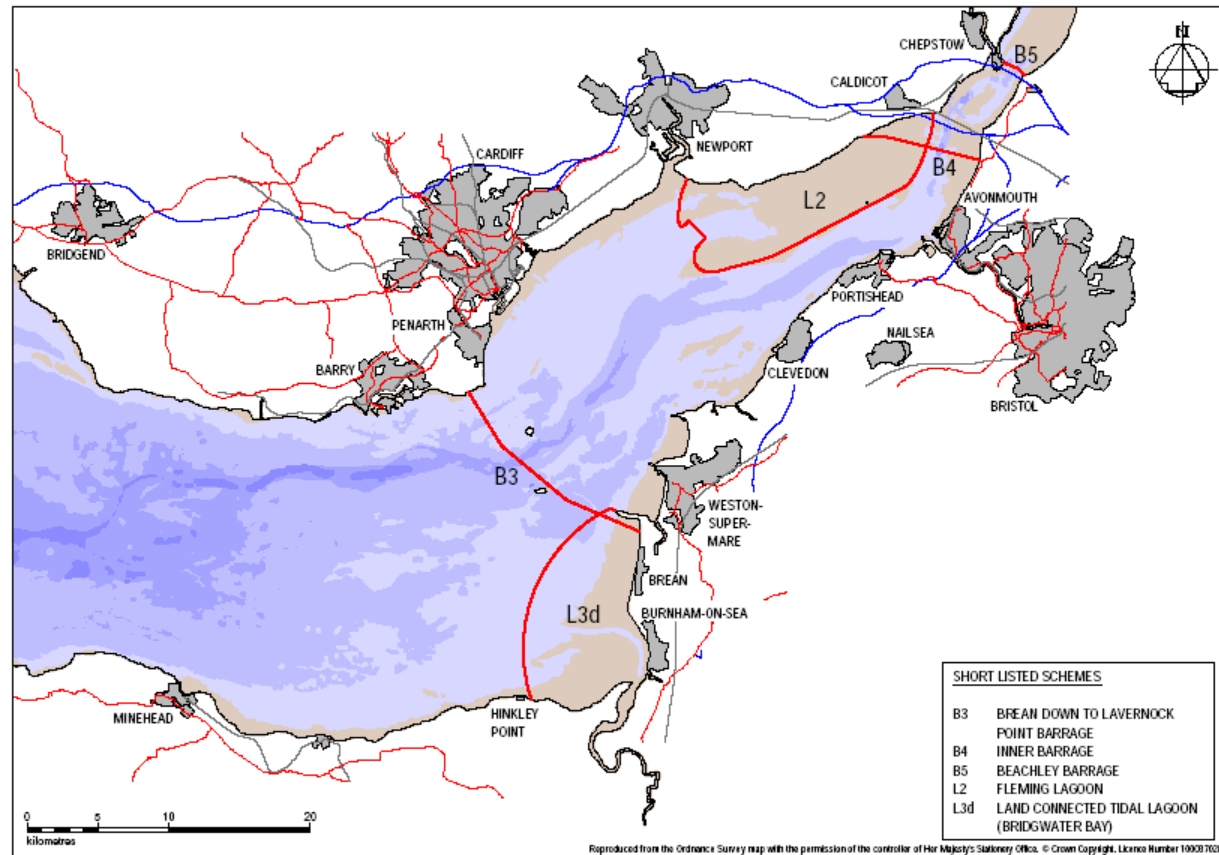 N
CHEPSTOW
B5
CALDICOT
NEWPORT
CARDIFF
B4
AVONMOUTH
L2
BRIDGEND
PORTISHEAD
PENARTH
NAILSEA
BARRY
CLEVEDON
BRISTOL
B3
WESTON-
SUPER-
MARE
BREAN
L3d
BURNHAM-ON-SEA
MINEHEAD
HINKLEY
POINT
SHORT LISTED SCHEMES
B3 BREAN DOWN TO LAVERNOCK
POINT BARRAGE
B4 INNER BARRAGE
B5 BEACHLEY BARRAGE
L2 FLEMING LAGOON
L3d LAND CONNECTED TIDAL LAGOON
(BRIDGWATER BAY)
0 5 10 20
kilometres
Reproduced from the Ordnance Survey map with the permission of the controller of Her Majesty's Stationery Office. © Crown Copyright. Licence Number